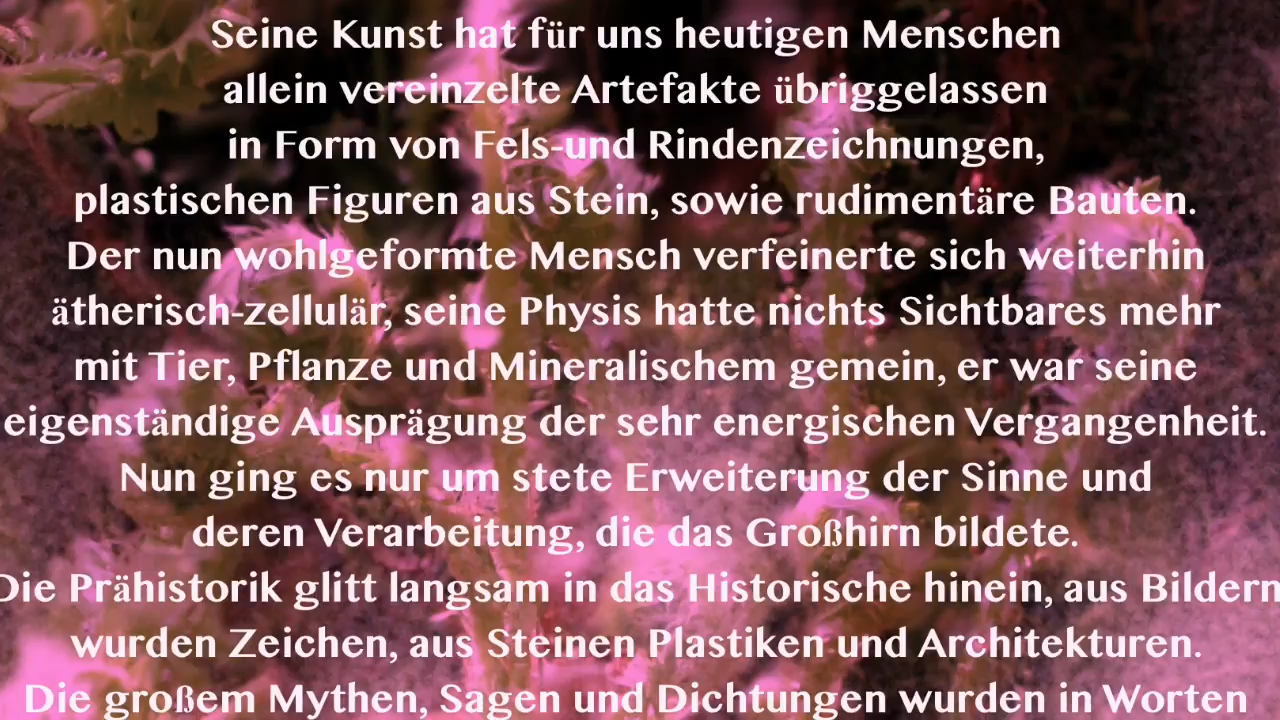 Seine Kunst hat für uns heutigen Menschen
allein vereinzelte Artefakte übriggelassen
in Form von Fels-und Rindenzeichnungen,
plastischen Figuren aus Stein, sowie rudimentäre Bauten.
Der nun wohlgeformte Mensch verfeinerte sich weiterhin
ätherisch-zellulär, seine Physis hatte nichts Sichtbares mehr
mit Tier, Pflanze und Mineralischem gemein, er war seine
eigenständige Ausprägung der sehr energischen Vergangenheit.
Nun ging es nur um stete Erweiterung der Sinne und
deren Verarbeitung, die das Großhirn bildete.
Die Prähistorik glitt langsam in das Historische hinein, aus Bildern
wurden Zeichen, aus Steinen Plastiken und Architekturen.
Die großem Mythen, Sagen und Dichtungen wurden in Worten